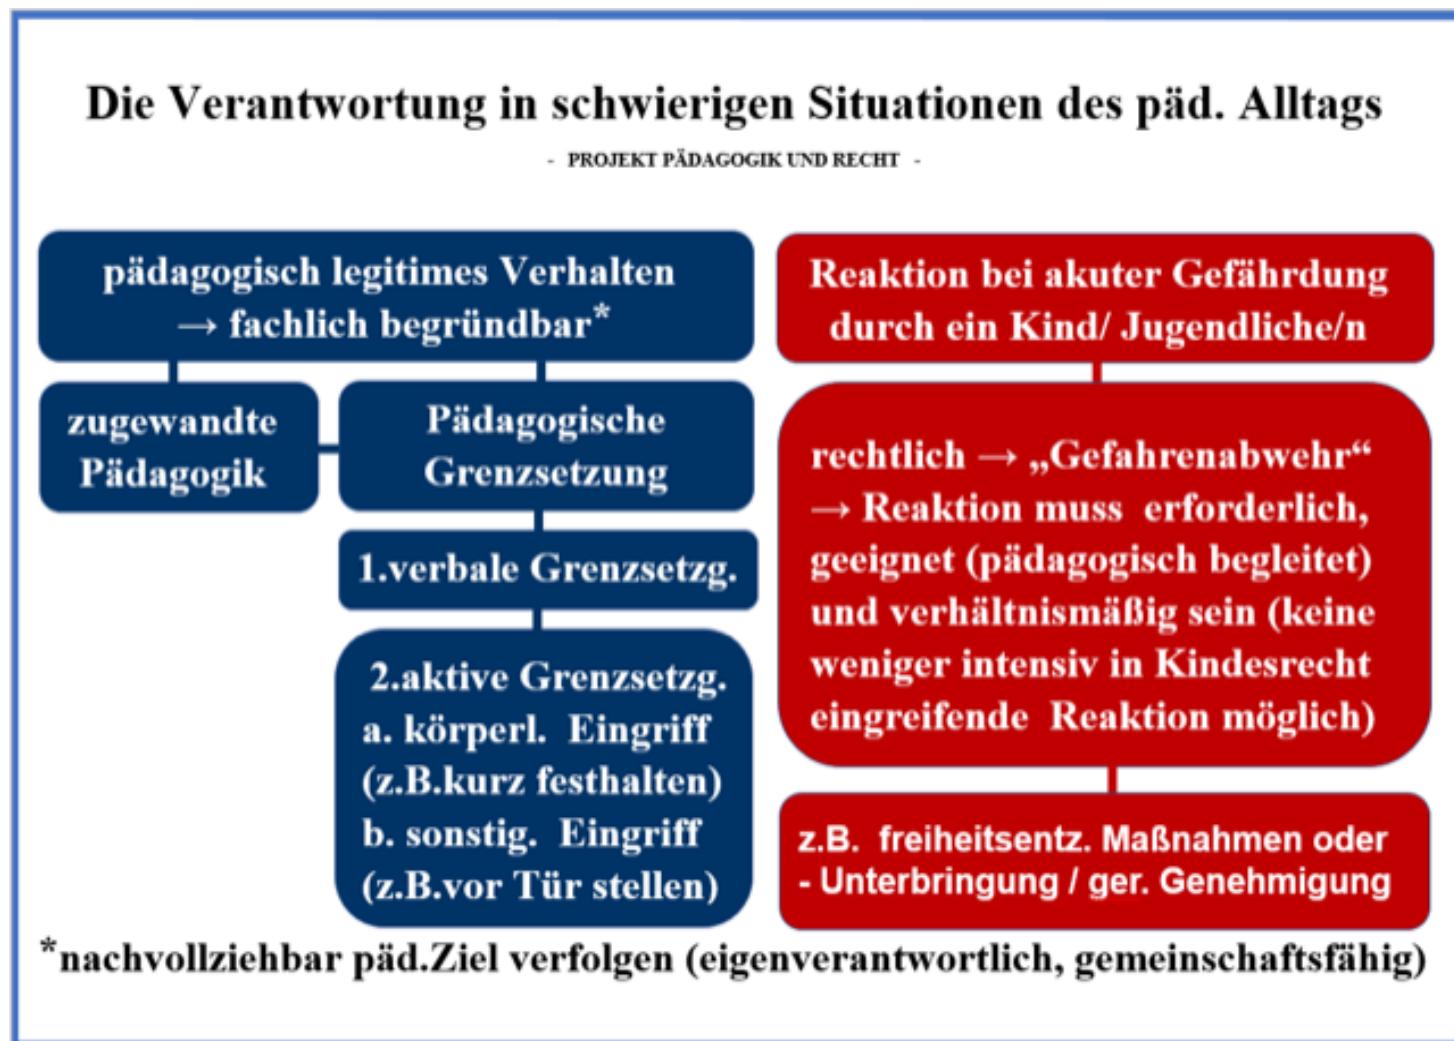 Die Verantwortung in schwierigen Situationen des päd. Alltags
- PROJEKT PÄDAGOGIK UND RECHT -
pädagogisch legitimes Verhalten
→ fachlich begründbar*
zugewandte
Pädagogik
Pädagogische
Grenzsetzung
1.verbale Grenzsetzg.
2.aktive Grenzsetzg.
a. körperl. Eingriff
(z.B.kurz festhalten)
b. sonstig. Eingriff
(z.B.vor Tür stellen)
Reaktion bei akuter Gefährdung
durch ein Kind/ Jugendliche/n
rechtlich → „Gefahrenabwehr“
→ Reaktion muss erforderlich,
geeignet (pädagogisch begleitet)
und verhältnismäßig sein (keine
weniger intensiv in Kindesrecht
eingreifende Reaktion möglich)
z.B. freiheitsentz. Maßnahmen oder
- Unterbringung / ger. Genehmigung
*nachvollziehbar päd.Ziel verfolgen (eigenverantwortlich, gemeinschaftsfähig)